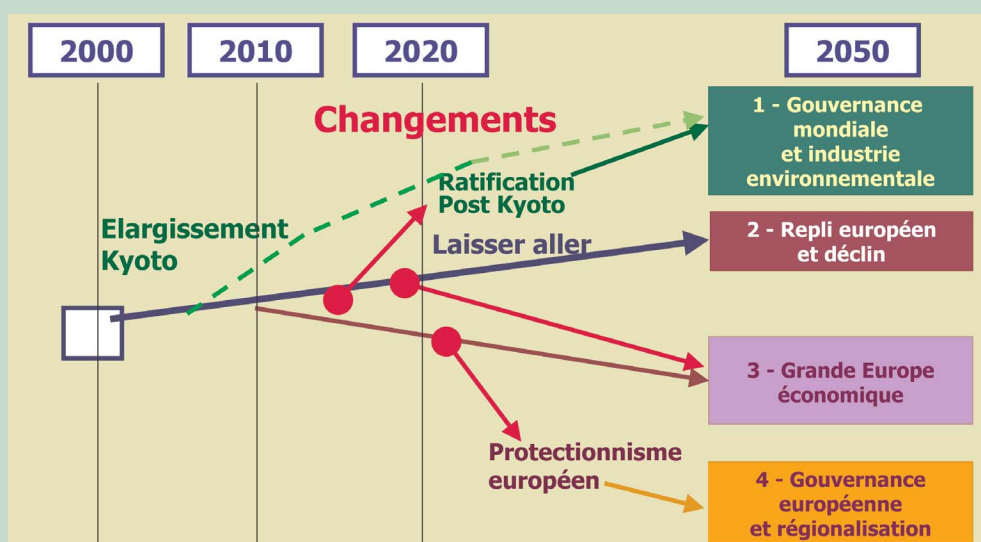 2000
2010
2020
2050
Changements
Elargissement
Kyoto
Ratification
Post Kyoto
Laisser aller
Protectionnisme
européen
1 - Gouvernance
mondiale
et industrie
environnementale
2 - Repli européen
et déclin
3 - Grande Europe
économique
4 - Gouvernance
européenne
et régionalisation